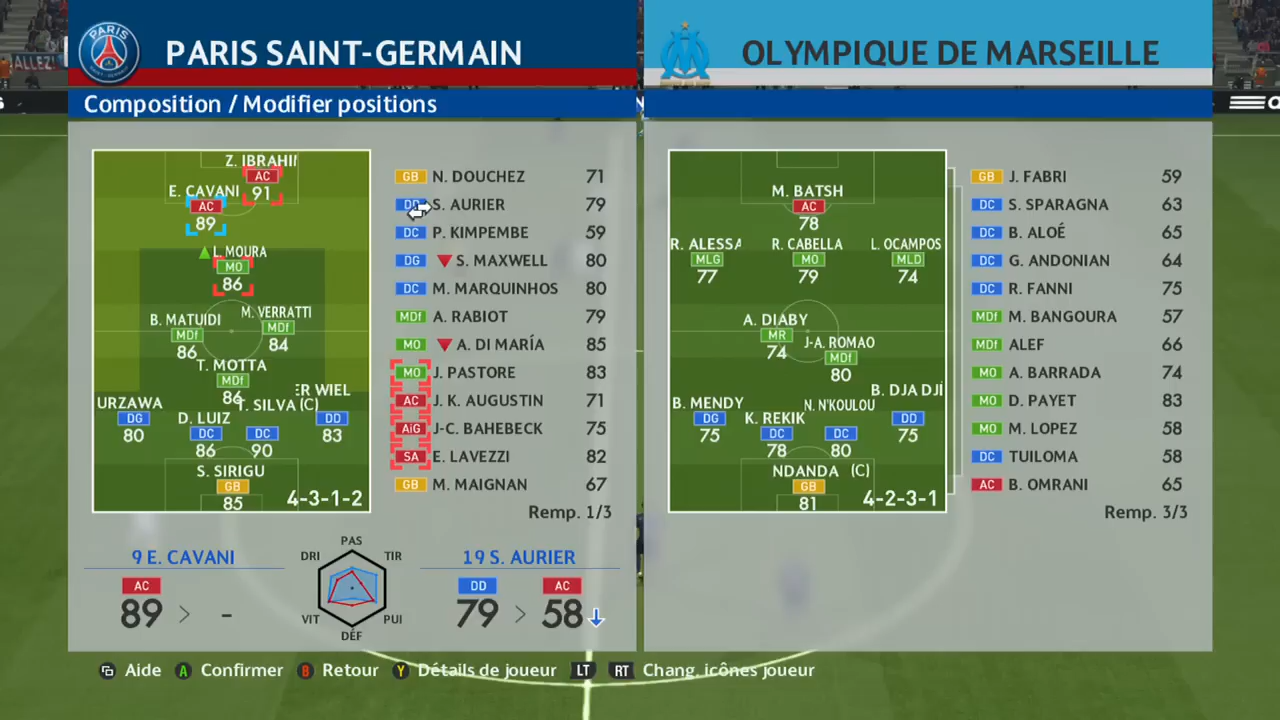 PARIS
PARIS SAINT-GERMAIN
OLYMPIQUE DE MARSEILLE
ALLEZ!
Composition / Modifier positions
Z. IBRAHI
AC
91
E. CAVANI
AC
89
L. MOURA
MO
86
B. MATUIDI
MDf
86
M. VERRATTI
MDf
84
T. MOTTA
MDf
86
URZAWA
DG
80
D. LUIZ
DC
86
T. SILVA (C)
DC
90
ER WIEL
DD
83
S. SIRIGU
GB
85
4-3-1-2
GB N. DOUCHEZ 71
DD S. AURIER 79
DC P. KIMPEMBE 59
DG S. MAXWELL 80
DC M. MARQUINHOS 80
MDf A. RABIOT 79
MO A. DI MARÍA 85
MO J. PASTORE 83
AC J. K. AUGUSTIN 71
AiG J-C. BAHEBECK 75
SA E. LAVEZZI 82
GB M. MAIGNAN 67
Remp. 1/3
M. BATSH
AC
78
R. ALESSA
MLG
77
R. CABELLA
MO
79
L. OCAMPOS
MLD
74
A. DIABY
MR
74
J-A. ROMAO
MDf
80
B. MENDY
DG
75
K. REKIK
DC
78
N. N'KOULOU
DC
80
B. DJA DJÍ
DD
75
NDANDA (C)
GB
81
4-2-3-1
GB J. FABRI 59
DC S. SPARAGNA 63
DC B. ALOÉ 65
DC G. ANDONIAN 64
DC R. FANNI 75
MDf M. BANGOURA 57
MDf ALEF 66
MO A. BARRADA 74
MO D. PAYET 83
MO M. LOPEZ 58
DC TUILOMA 58
AC B. OMRANI 65
Remp. 3/3
9 E. CAVANI
AC
89 > -
PAS
DRI TIR
VIT PUI
DÉF
19 S. AURIER
DD AC
79 > 58
Aide A Confirmer B Retour Y Détails de joueur LT RT Chang. icônes joueur